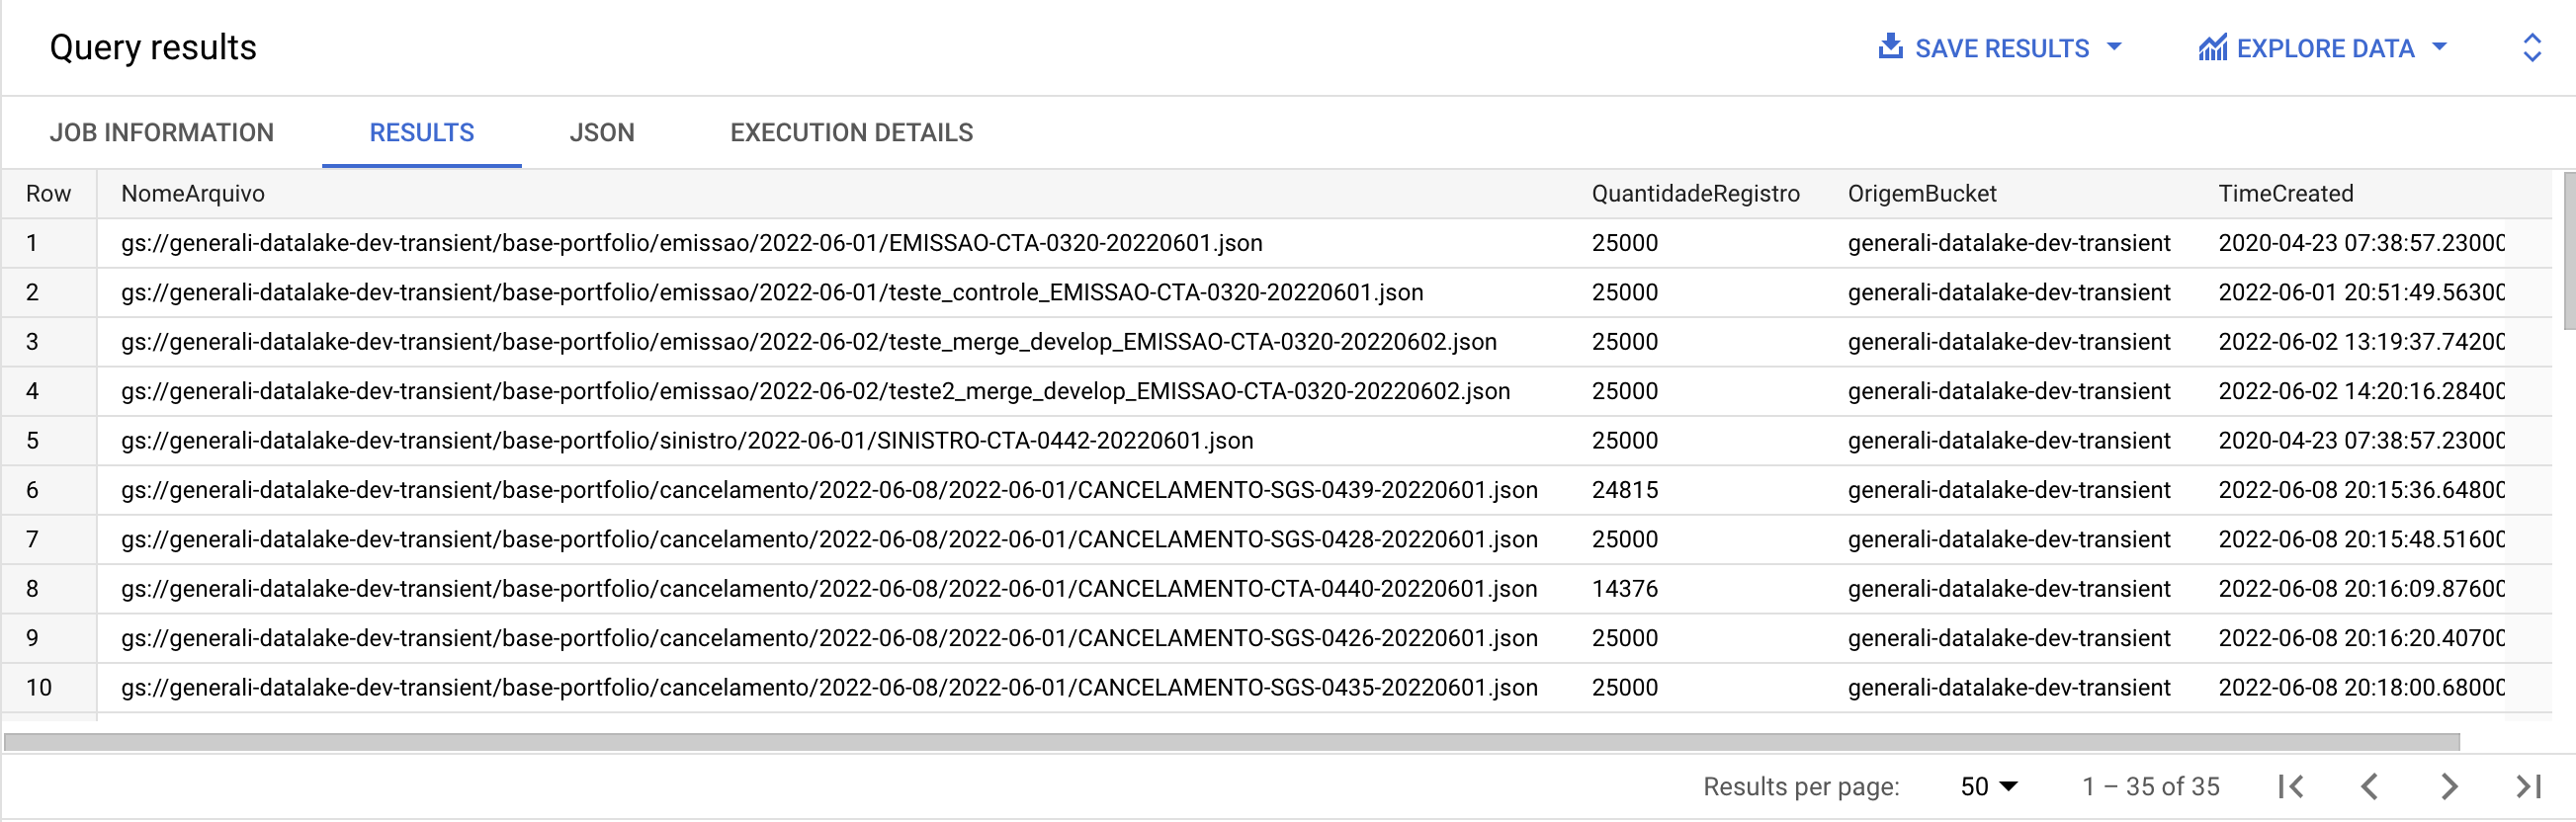 Query results SAVE RESULTS EXPLORE DATA
JOB INFORMATION RESULTS JSON EXECUTION DETAILS
Row NomeArquivo QuantidadeRegistro OrigemBucket TimeCreated
1 gs://generali-datalake-dev-transient/base-portfolio/emissao/2022-06-01/EMISSAO-CTA-0320-20220601.json 25000 generali-datalake-dev-transient 2020-04-23 07:38:57.23000
2 gs://generali-datalake-dev-transient/base-portfolio/emissao/2022-06-01/teste_controle_EMISSAO-CTA-0320-20220601.json 25000 generali-datalake-dev-transient 2022-06-01 20:51:49.56300
3 gs://generali-datalake-dev-transient/base-portfolio/emissao/2022-06-02/teste_merge_develop_EMISSAO-CTA-0320-20220602.json 25000 generali-datalake-dev-transient 2022-06-02 13:19:37.74200
4 gs://generali-datalake-dev-transient/base-portfolio/emissao/2022-06-02/teste2_merge_develop_EMISSAO-CTA-0320-20220602.json 25000 generali-datalake-dev-transient 2022-06-02 14:20:16.28400
5 gs://generali-datalake-dev-transient/base-portfolio/sinistro/2022-06-01/SINISTRO-CTA-0442-20220601.json 25000 generali-datalake-dev-transient 2020-04-23 07:38:57.23000
6 gs://generali-datalake-dev-transient/base-portfolio/cancelamento/2022-06-08/2022-06-01/CANCELAMENTO-SGS-0439-20220601.json 24815 generali-datalake-dev-transient 2022-06-08 20:15:36.64800
7 gs://generali-datalake-dev-transient/base-portfolio/cancelamento/2022-06-08/2022-06-01/CANCELAMENTO-SGS-0428-20220601.json 25000 generali-datalake-dev-transient 2022-06-08 20:15:48.51600
8 gs://generali-datalake-dev-transient/base-portfolio/cancelamento/2022-06-08/2022-06-01/CANCELAMENTO-CTA-0440-20220601.json 14376 generali-datalake-dev-transient 2022-06-08 20:16:09.87600
9 gs://generali-datalake-dev-transient/base-portfolio/cancelamento/2022-06-08/2022-06-01/CANCELAMENTO-SGS-0426-20220601.json 25000 generali-datalake-dev-transient 2022-06-08 20:16:20.40700
10 gs://generali-datalake-dev-transient/base-portfolio/cancelamento/2022-06-08/2022-06-01/CANCELAMENTO-SGS-0435-20220601.json 25000 generali-datalake-dev-transient 2022-06-08 20:18:00.68000
Results per page: 50 1 – 35 of 35